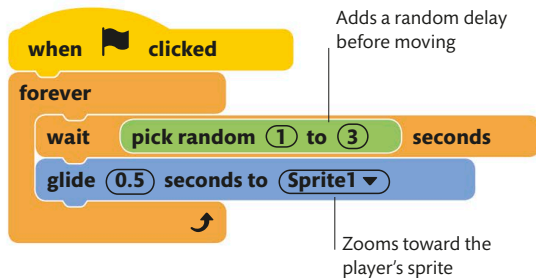 Adds a random delay
before moving
when clicked
forever
wait pick random 1 to 3 seconds
glide 0.5 seconds to Sprite1
Zooms toward the
player's sprite